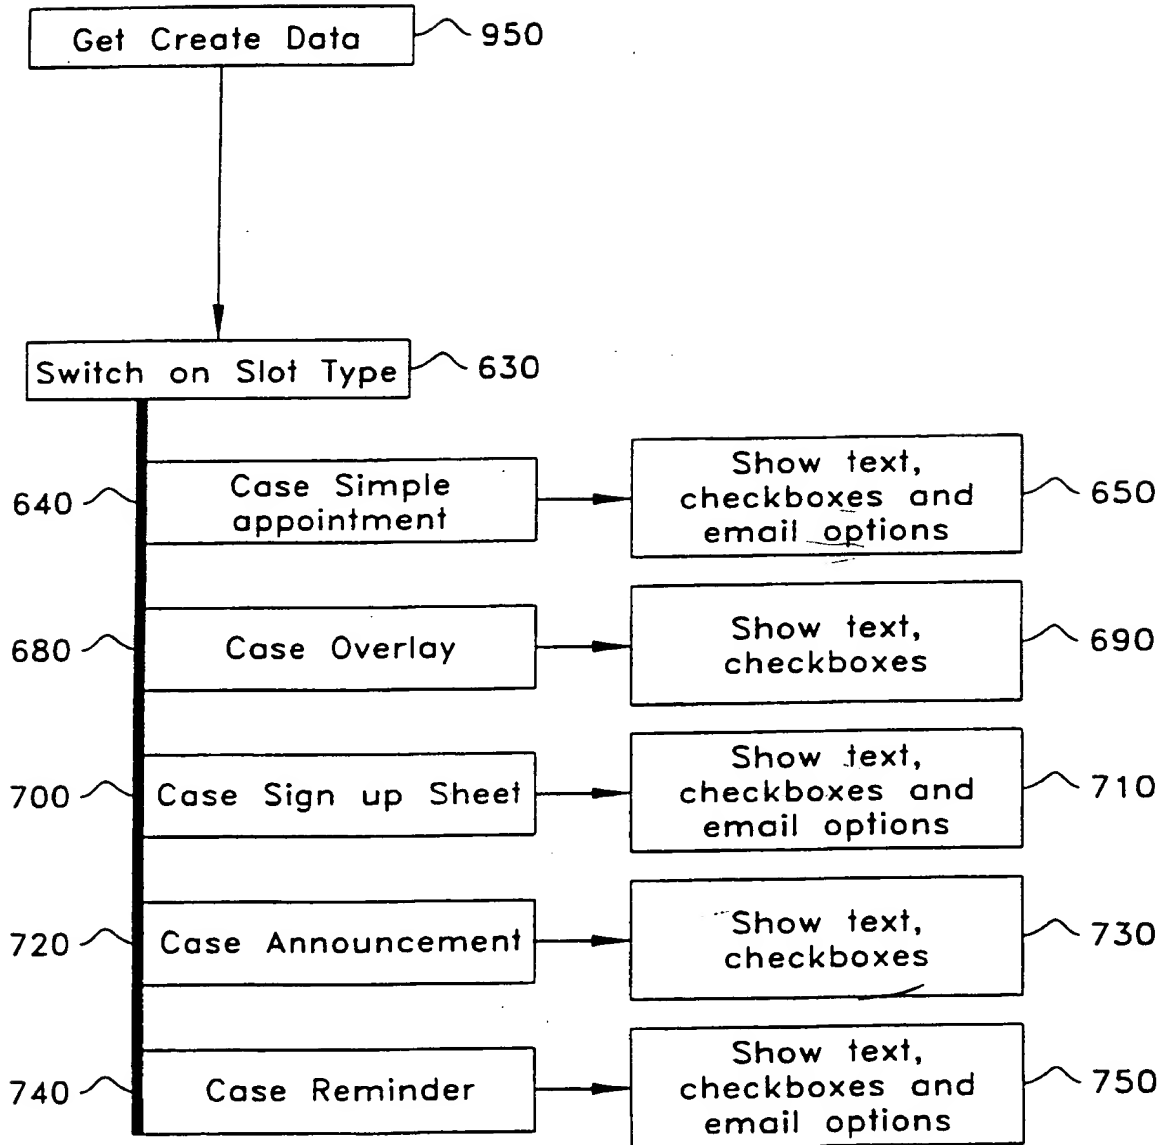 Get Create Data
950
Switch on Slot Type
630
640
Case Simple
appointment
Show text,
checkboxes and
email options
650
680
Case Overlay
Show text,
checkboxes
690
700
Case Sign up Sheet
Show text,
checkboxes and
email options
710
720
Case Announcement
Show text,
checkboxes
730
740
Case Reminder
Show text,
checkboxes and
email options
750